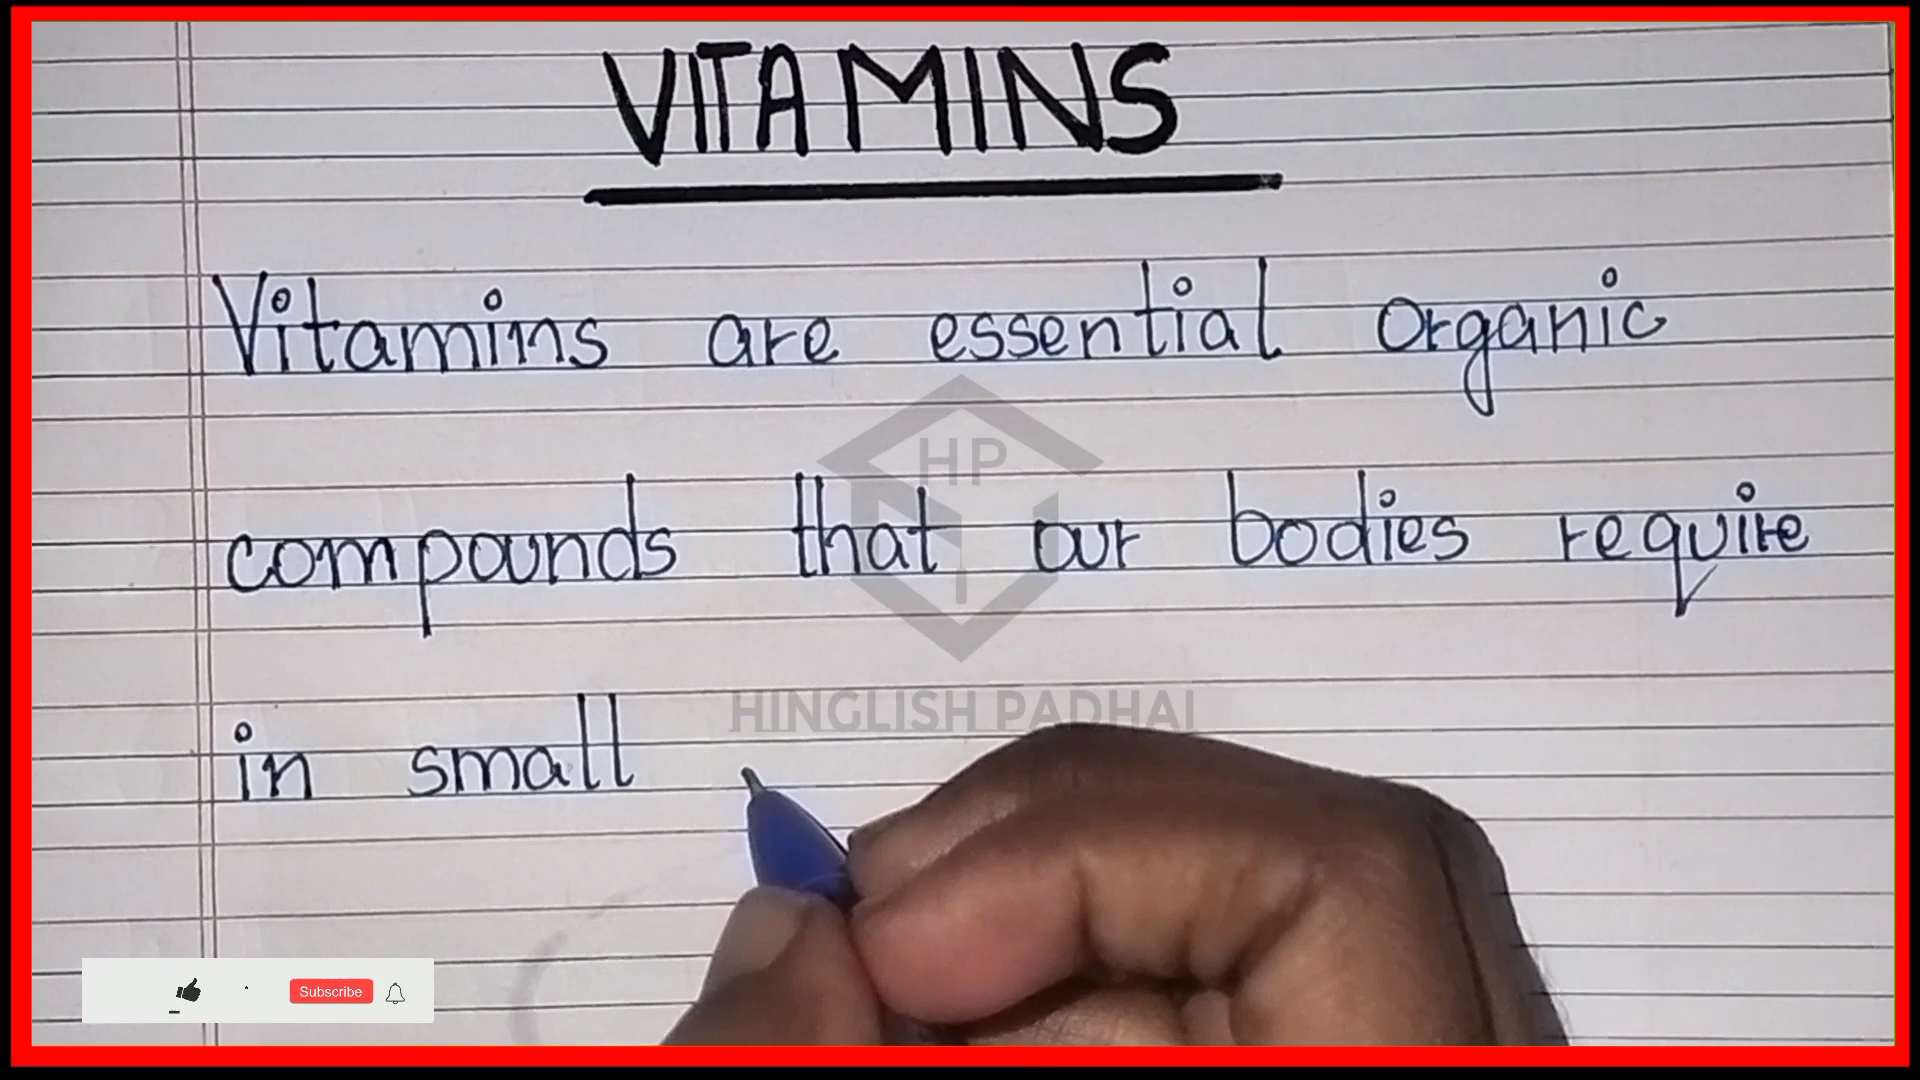 VITAMINS
Vitamins are essential organic
HP
compounds that our bodies require
HINGLISH PADHAI
in small
Subscribe